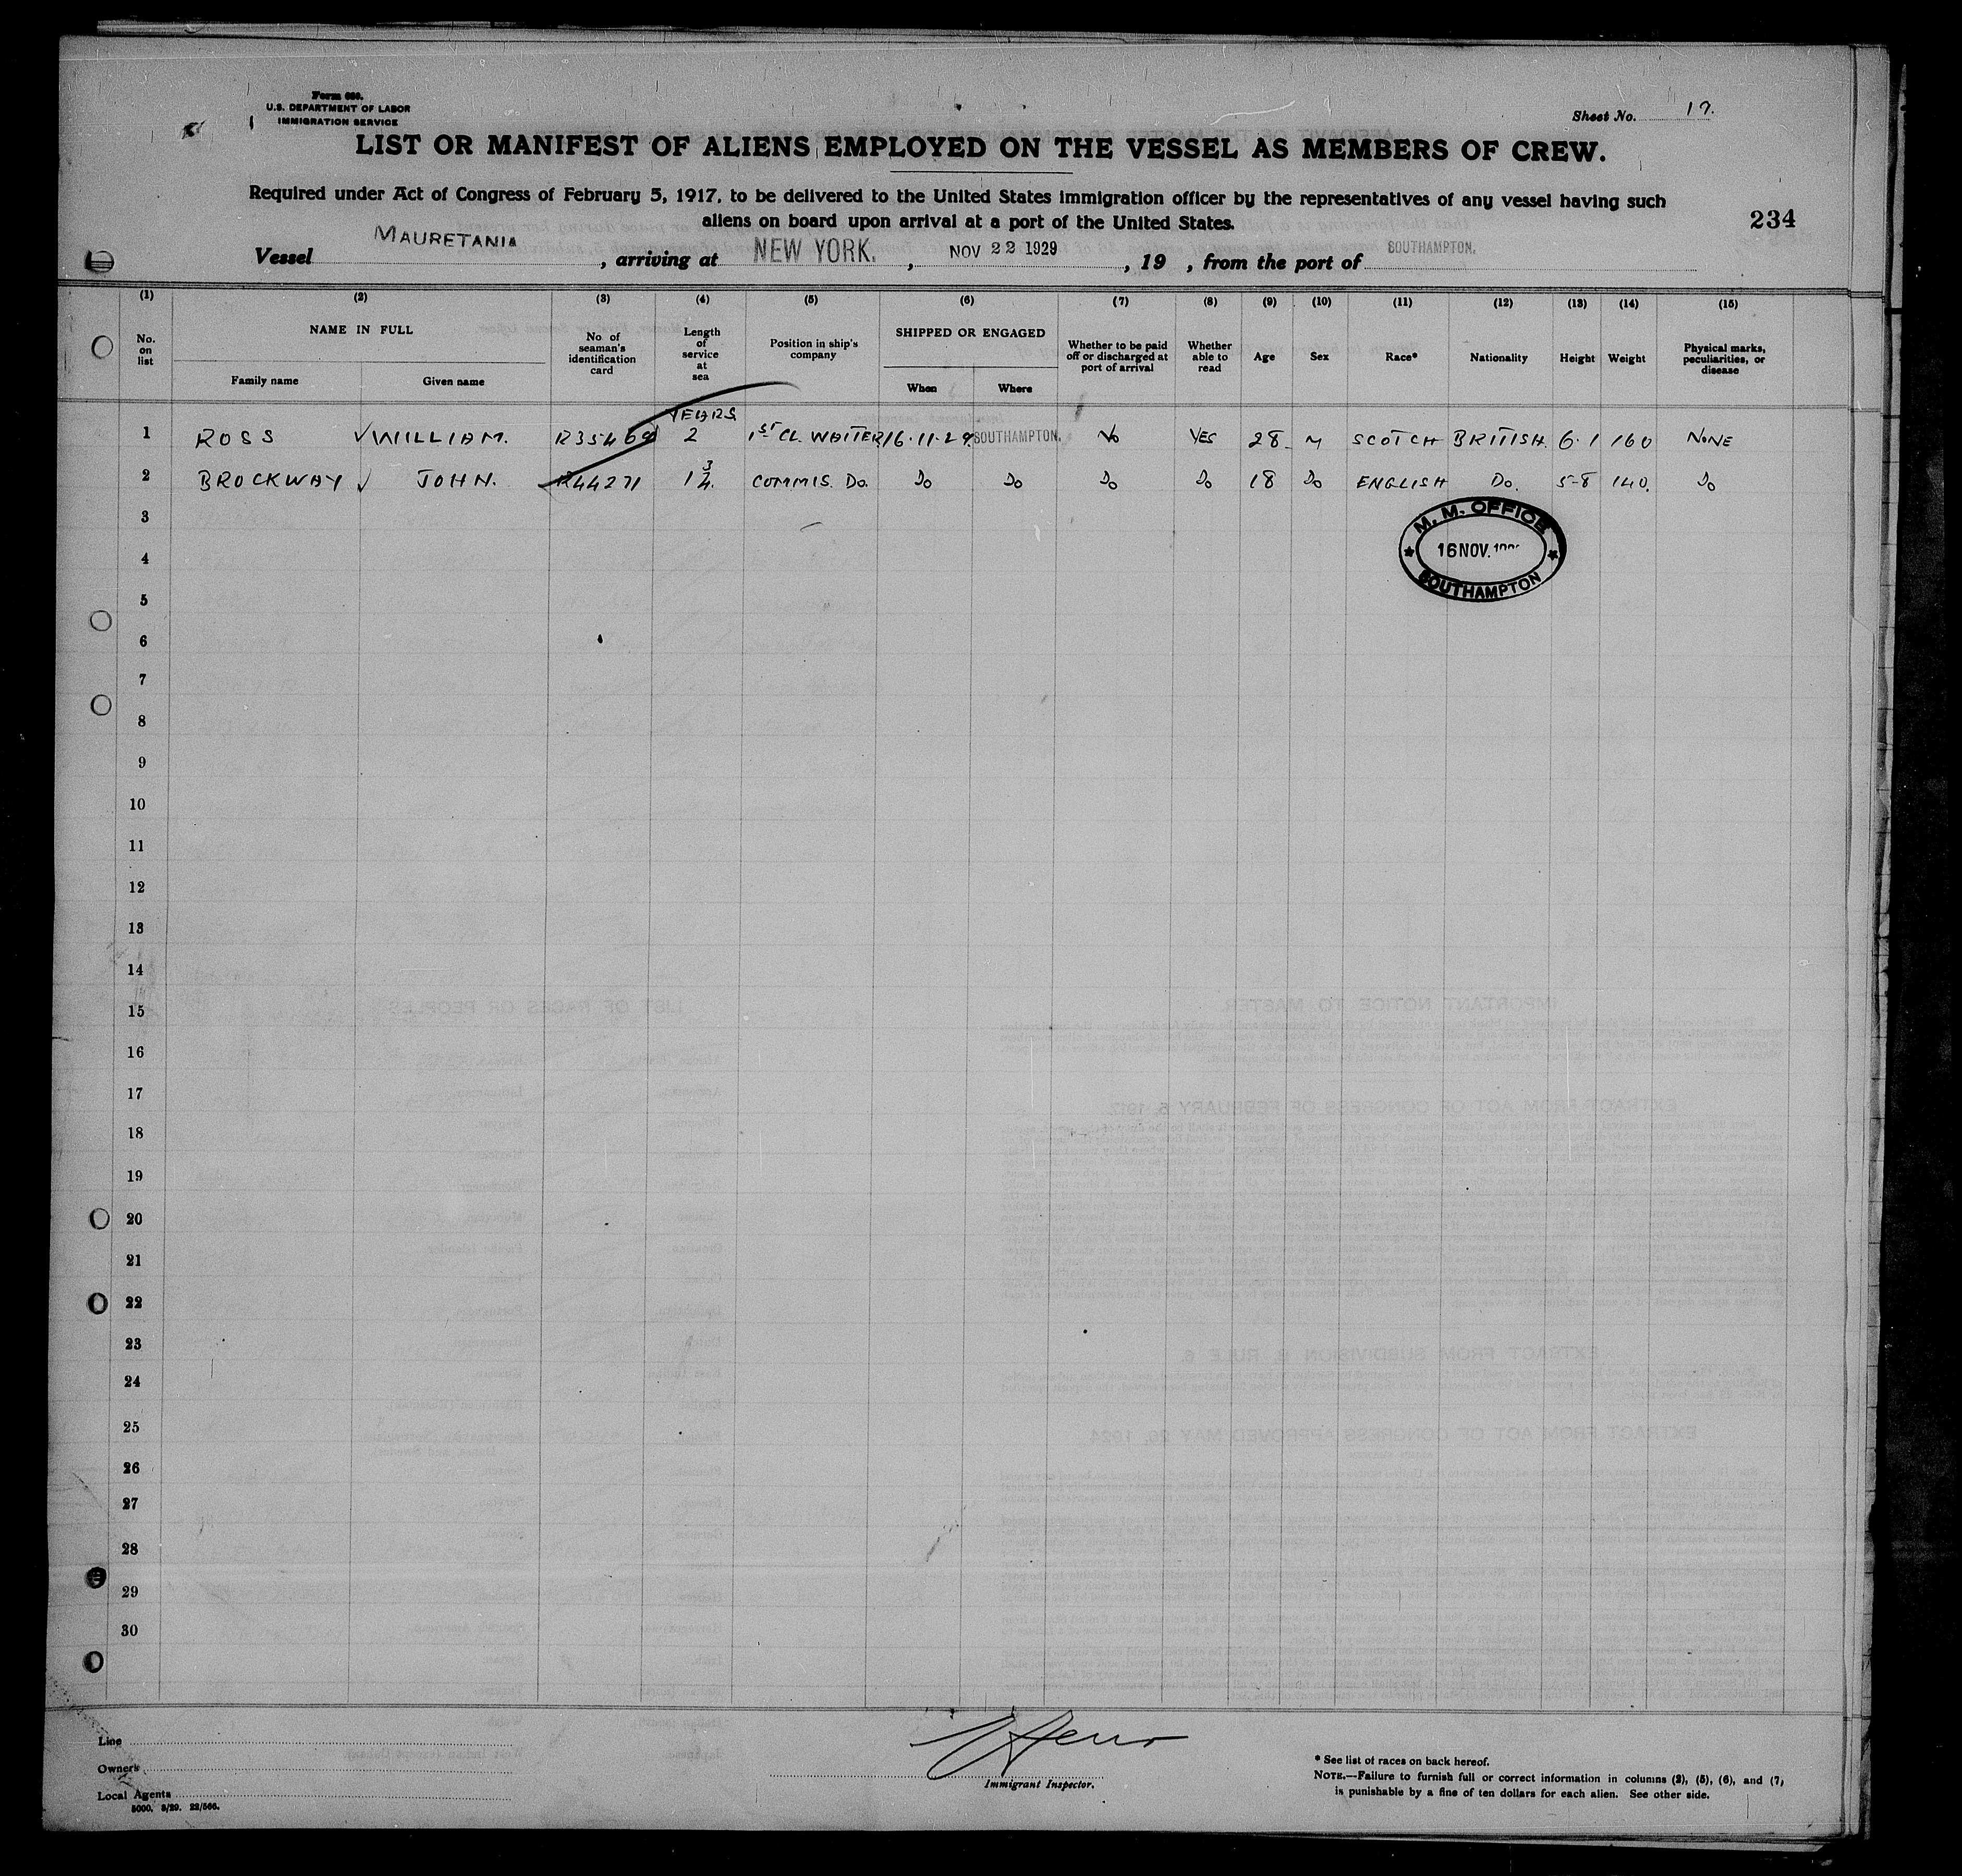 Form 680.
U.S. DEPARTMENT OF LABOR
IMMIGRATION SERVICE
Sheet No. 17.
LIST OR MANIFEST OF ALIENS EMPLOYED ON THE VESSEL AS MEMBERS OF CREW.
Required under Act of Congress of February 5, 1917, to be delivered to the United States immigration officer by the representatives of any vessel having such
aliens on board upon arrival at a port of the United States.
234
Vessel MAURETANIA, arriving at NEW YORK., NOV 22 1929, 19 , from the port of SOUTHAMPTON.
(1) (2) (3) (4) (5) (6) (7) (8) (9) (10) (11) (12) (13) (14) (15)
No. on list NAME IN FULL Family name Given name No. of seaman's identification card Length of service at sea Position in ship's company SHIPPED OR ENGAGED When Where Whether to be paid off or discharged at port of arrival Whether able to read Age Sex Race* Nationality Height Weight Physical marks, peculiarities, or disease
YEARS
1 ROSS √ WILLIAM. R35469 2 1ST CL. WAITER 16.11.29. SOUTHAMPTON. No YES 28 M SCOTCH BRITISH. 6.1 160 NONE
2 BROCKWAY √ JOHN. R44271 1 3/4 COMMIS. Do. Do Do Do Do 18 Do ENGLISH Do. 5-8 140. Do
3
M. M. OFFICE
16 NOV.
SOUTHAMPTON
4
5
6
7
8
9
10
11
12
13
14
15
16
17
18
19
20
21
22
23
24
25
26
27
28
29
30
Line
Owners
Local Agents
5000. 8/29. 22/566.
Immigrant Inspector.
* See list of races on back hereof.
NOTE.—Failure to furnish full or correct information in columns (2), (5), (6), and (7),
is punishable by a fine of ten dollars for each alien. See other side.